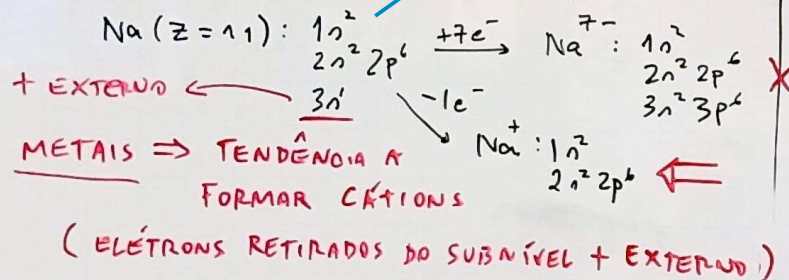 Na (Z=11): 1s² +7e⁻ → Na⁷⁻: 1s²
2s² 2p⁶ 2s² 2p⁶ X
+ EXTERNO ← 3s¹ -1e⁻ 3s² 3p⁶
METAIS ⇒ TENDÊNCIA A Na⁺: 1s²
FORMAR CÁTIONS 2s² 2p⁶ ⇐
(ELÉTRONS RETIRADOS DO SUBNÍVEL + EXTERNO)